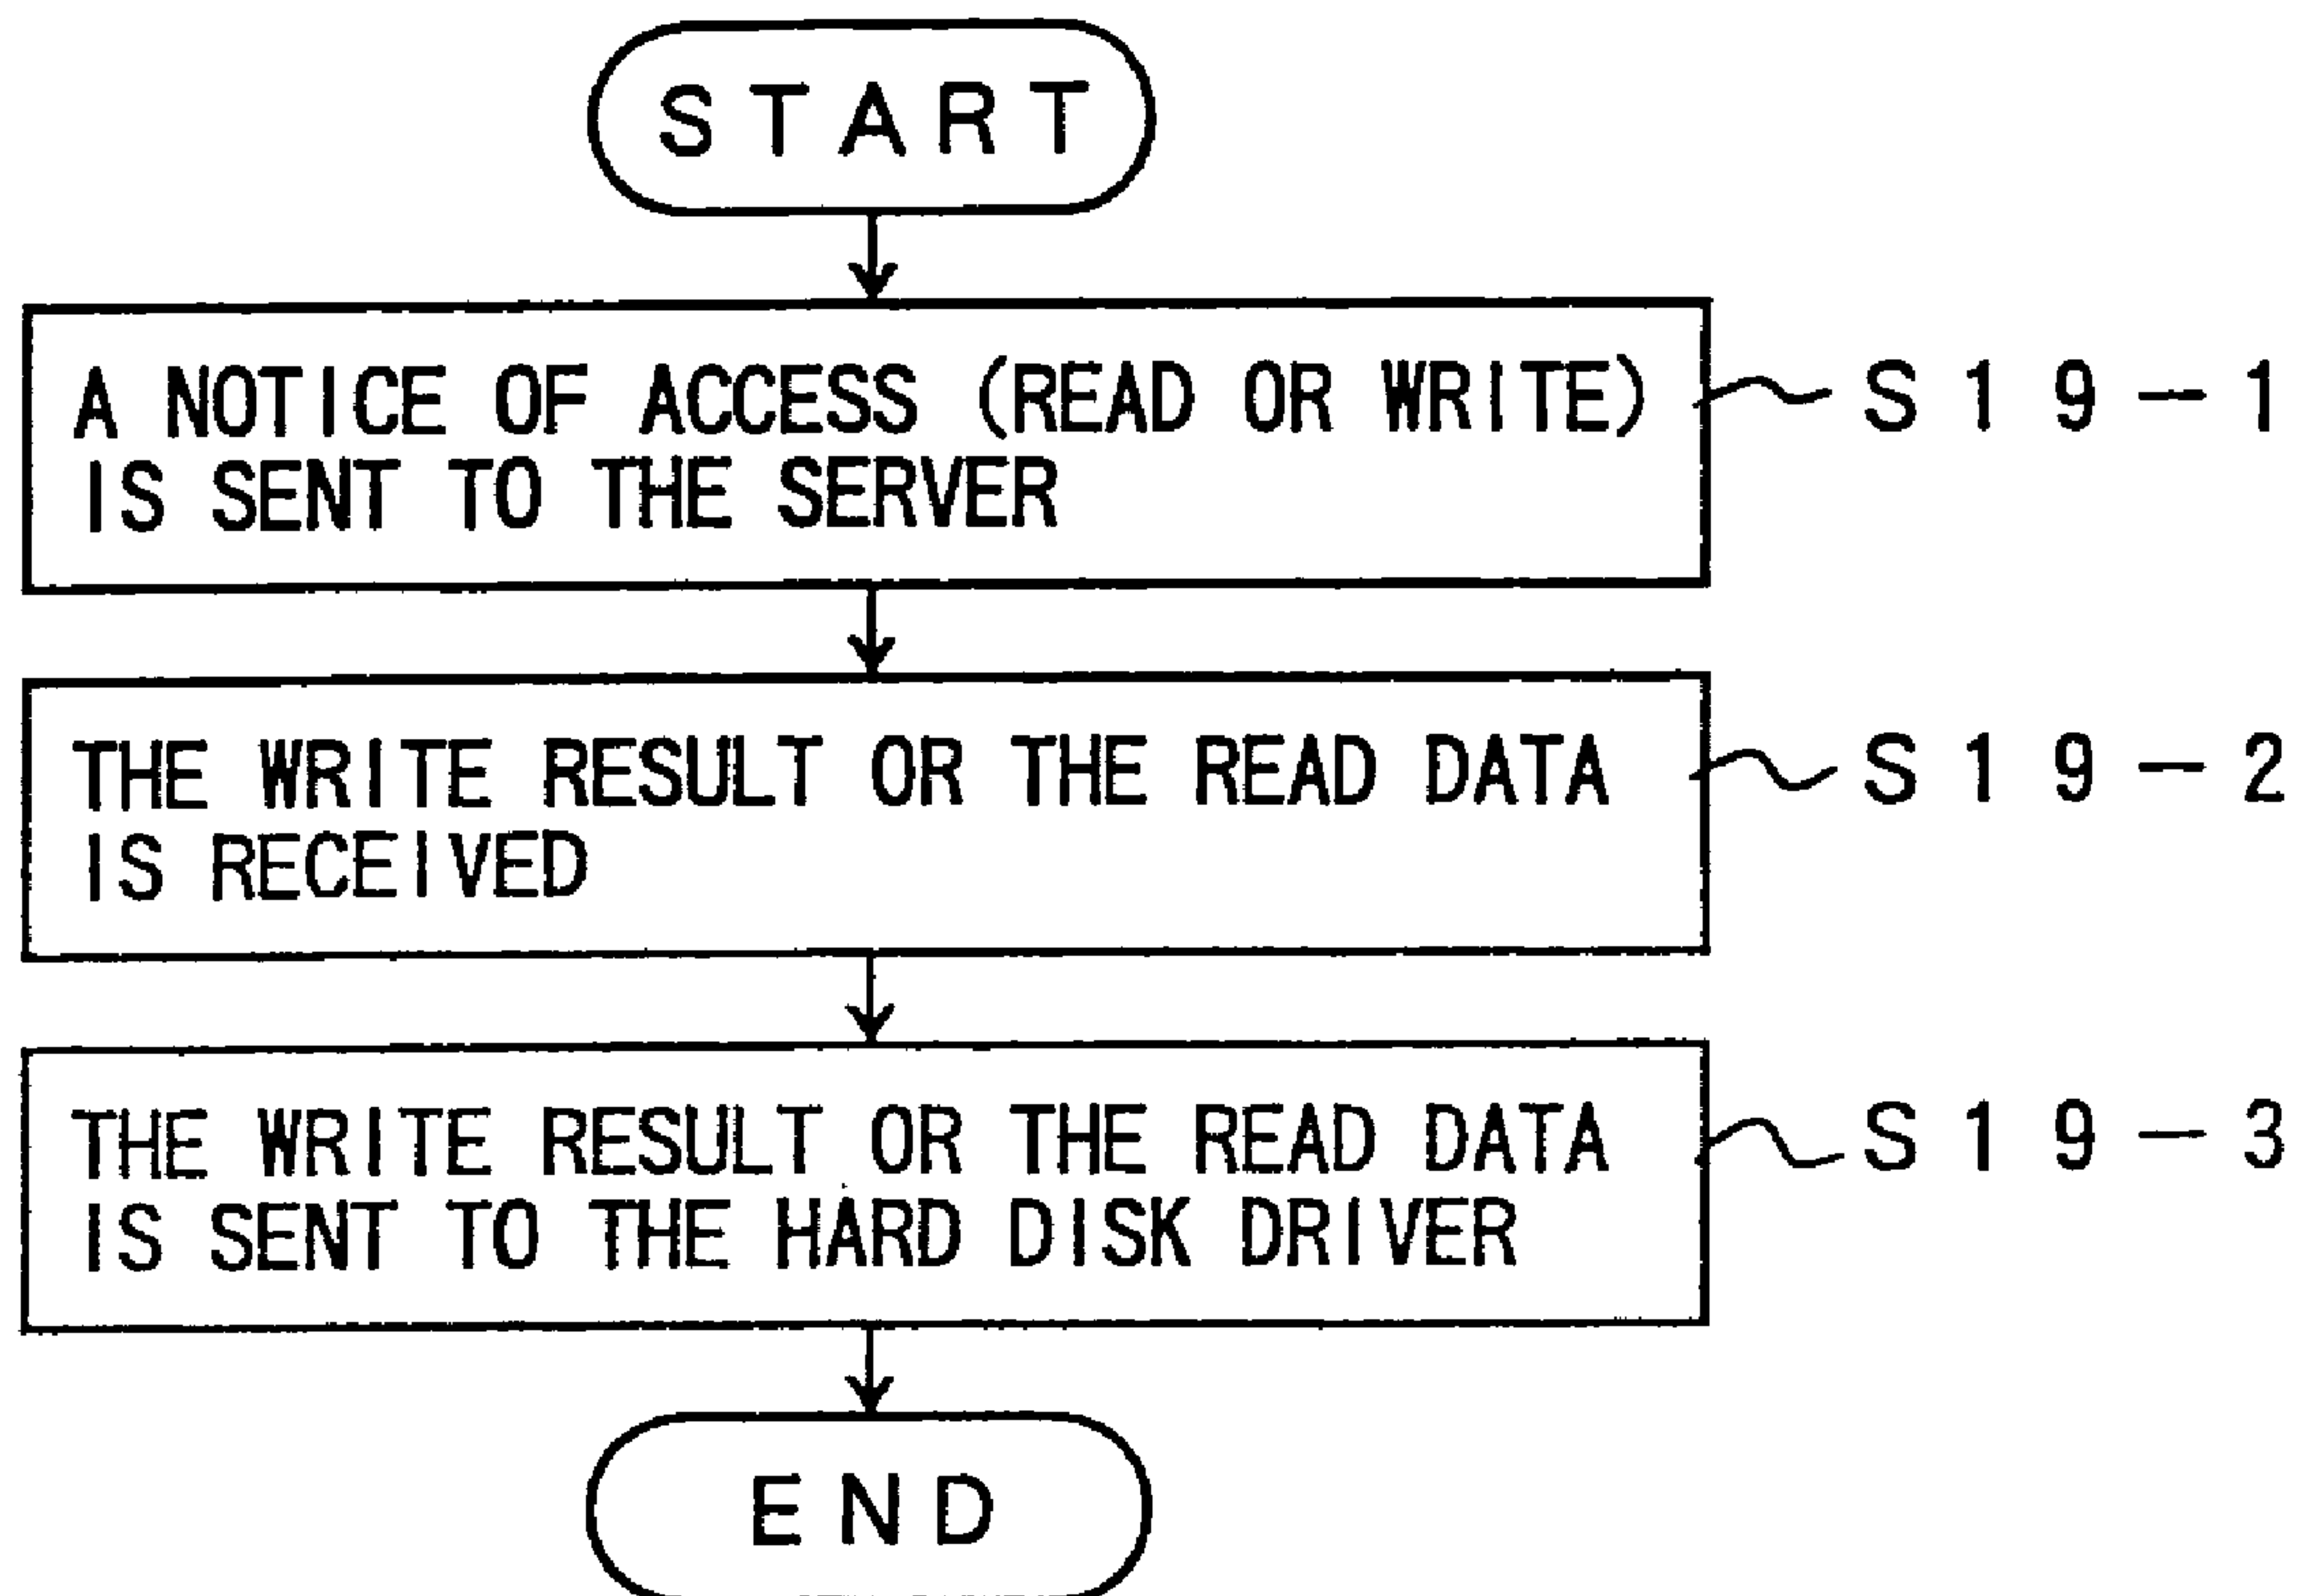 START
A NOTICE OF ACCESS (READ OR WRITE)
IS SENT TO THE SERVER
S19-1
THE WRITE RESULT OR THE READ DATA
IS RECEIVED
S19-2
THE WRITE RESULT OR THE READ DATA
IS SENT TO THE HARD DISK DRIVER
S19-3
END